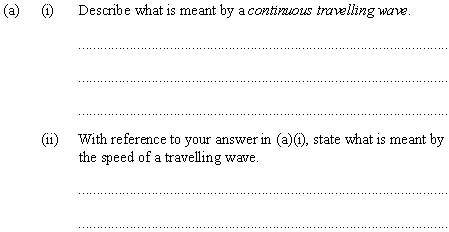 (a) (i) Describe what is meant by a continuous travelling wave.
................................................................................
................................................................................
................................................................................
(ii) With reference to your answer in (a)(i), state what is meant by
the speed of a travelling wave.
................................................................................
................................................................................